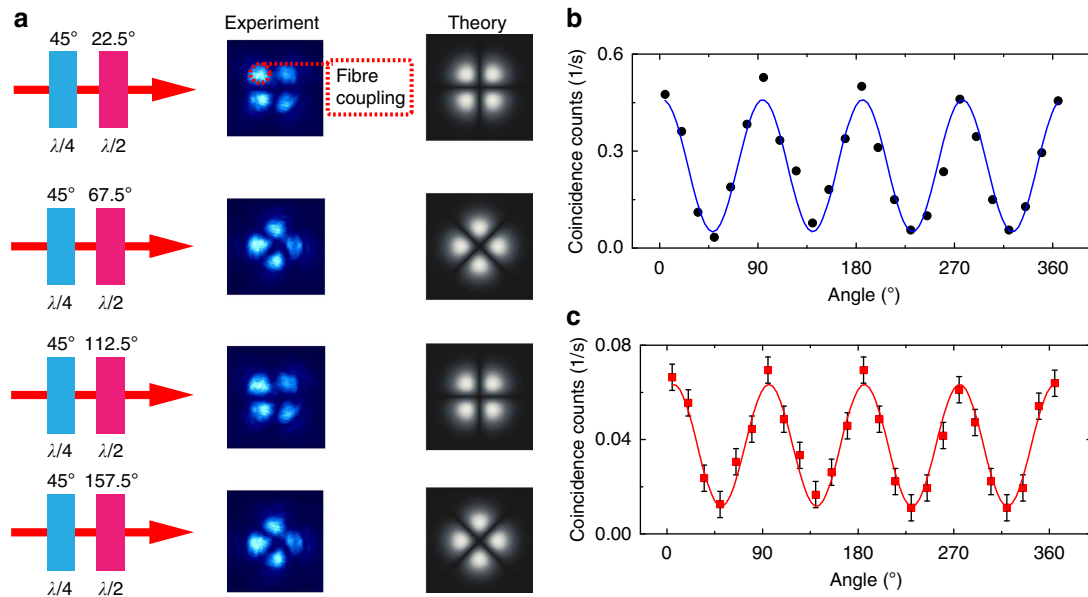 a
Experiment
Theory
45° 22.5°
λ/4 λ/2
Fibre
coupling
45° 67.5°
λ/4 λ/2
45° 112.5°
λ/4 λ/2
45° 157.5°
λ/4 λ/2
b
Coincidence counts (1/s)
0.6
0.3
0.0
0 90 180 270 360
Angle (°)
c
Coincidence counts (1/s)
0.08
0.04
0.00
0 90 180 270 360
Angle (°)